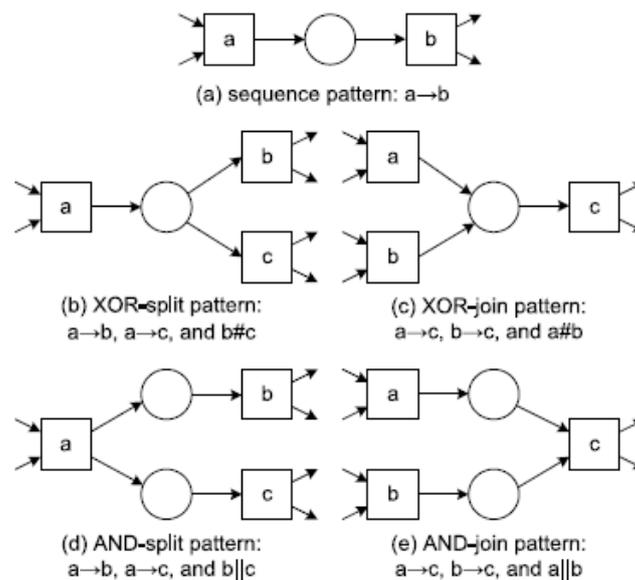 a b
(a) sequence pattern: a→b
b a
a c
c b
(b) XOR-split pattern: (c) XOR-join pattern:
a→b, a→c, and b#c a→c, b→c, and a#b
b a
a c
c b
(d) AND-split pattern: (e) AND-join pattern:
a→b, a→c, and b||c a→c, b→c, and a||b